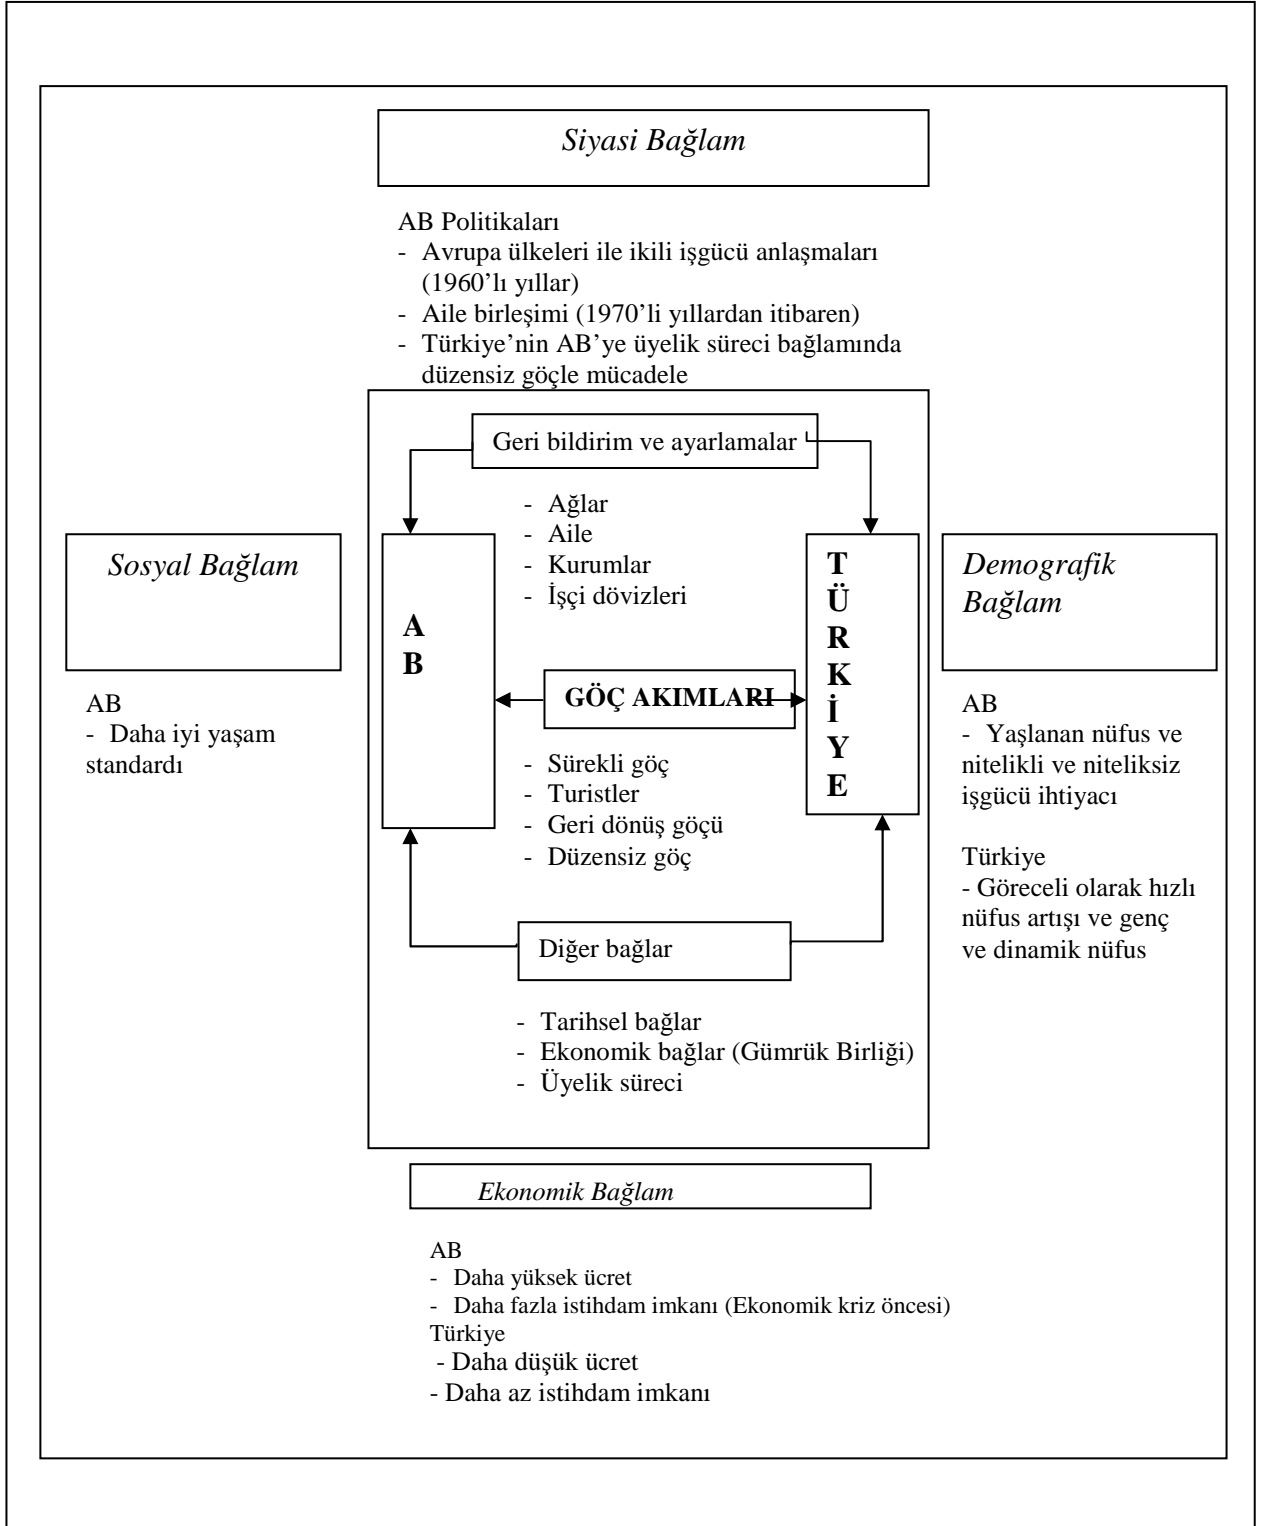 Siyasi Bağlam
AB Politikaları
- Avrupa ülkeleri ile ikili işgücü anlaşmaları
(1960’lı yıllar)
- Aile birleşimi (1970’li yıllardan itibaren)
- Türkiye’nin AB’ye üyelik süreci bağlamında
düzensiz göçle mücadele
Geri bildirim ve ayarlamalar
- Ağlar
- Aile
- Kurumlar
- İşçi dövizleri
Sosyal Bağlam
AB
- Daha iyi yaşam
standardı
A
B
GÖÇ AKIMLARI
T
Ü
R
K
İ
Y
E
- Sürekli göç
- Turistler
- Geri dönüş göçü
- Düzensiz göç
Demografik
Bağlam
AB
- Yaşlanan nüfus ve
nitelikli ve niteliksiz
işgücü ihtiyacı
Türkiye
- Göreceli olarak hızlı
nüfus artışı ve genç
ve dinamik nüfus
Diğer bağlar
- Tarihsel bağlar
- Ekonomik bağlar (Gümrük Birliği)
- Üyelik süreci
Ekonomik Bağlam
AB
- Daha yüksek ücret
- Daha fazla istihdam imkanı (Ekonomik kriz öncesi)
Türkiye
- Daha düşük ücret
- Daha az istihdam imkanı